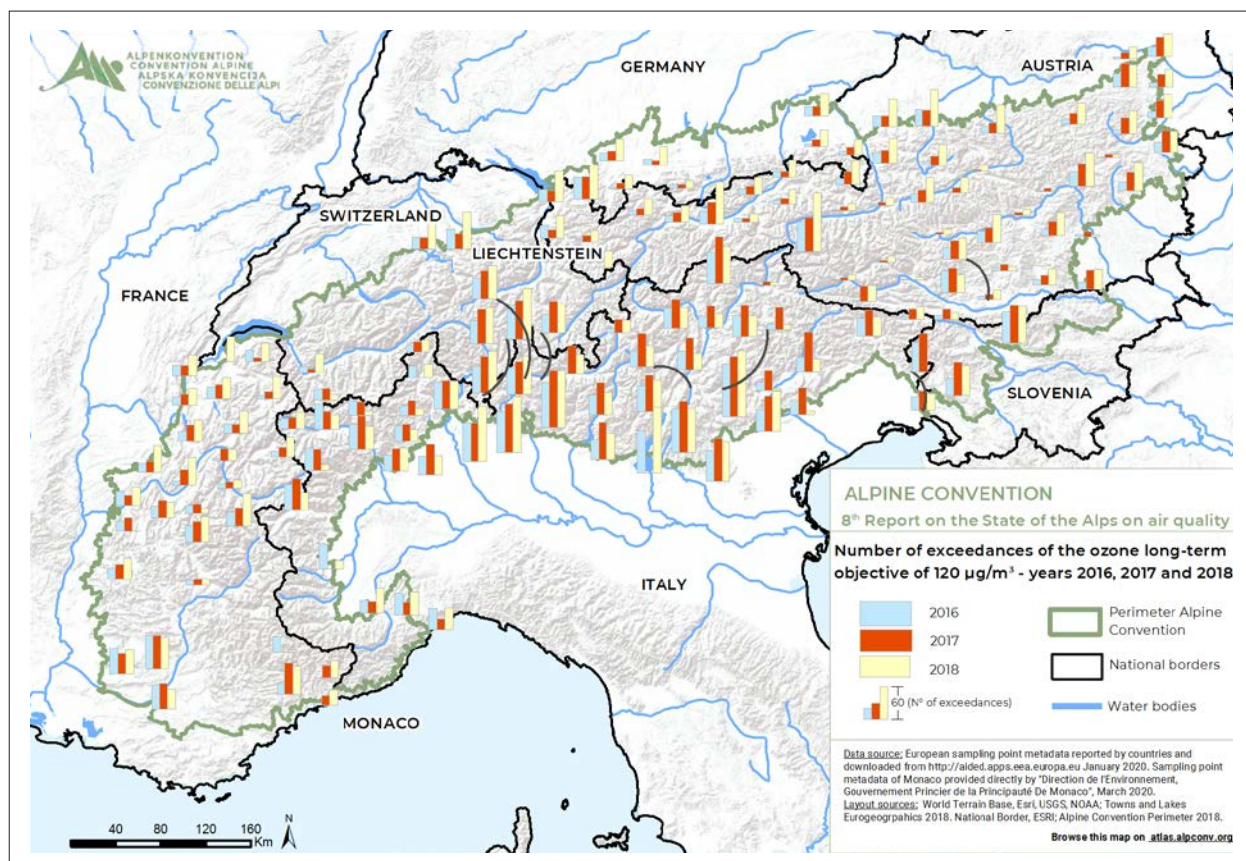 ALPENKONVENTION
CONVENTION ALPINE
ALPSKA KONVENCIJA
CONVENZIONE DELLE ALPI
GERMANY
AUSTRIA
SWITZERLAND
LIECHTENSTEIN
FRANCE
SLOVENIA
ITALY
MONACO
ALPINE CONVENTION
8th Report on the State of the Alps on air quality
Number of exceedances of the ozone long-term
objective of 120 µg/m³ - years 2016, 2017 and 2018
2016
2017
2018
60 (N° of exceedances)
Perimeter Alpine
Convention
National borders
Water bodies
Data source: European sampling point metadata reported by countries and
downloaded from http://aided.apps.eea.europa.eu January 2020. Sampling point
metadata of Monaco provided directly by "Direction de l'Environnement,
Gouvernement Princier de la Principauté De Monaco", March 2020.
Layout sources: World Terrain Base, Esri, USGS, NOAA; Towns and Lakes
Eurogeogrpahics 2018. National Border, ESRI; Alpine Convention Perimeter 2018.
Browse this map on atlas.alpconv.org
40 80 120 160
Km
N